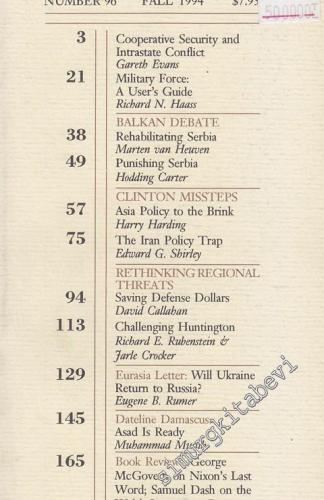 NUMBER 96 FALL 1994 $7.95
500000T
3 Cooperative Security and
Intrastate Conflict
Gareth Evans
21 Military Force:
A User's Guide
Richard N. Haass
BALKAN DEBATE
38 Rehabilitating Serbia
Marten van Heuven
49 Punishing Serbia
Hodding Carter
CLINTON MISSTEPS
57 Asia Policy to the Brink
Harry Harding
75 The Iran Policy Trap
Edward G. Shirley
RETHINKING REGIONAL
THREATS
94 Saving Defense Dollars
David Callahan
113 Challenging Huntington
Richard E. Rubenstein &
Jarle Crocker
129 Eurasia Letter: Will Ukraine
Return to Russia?
Eugene B. Rumer
145 Dateline Damascus:
Asad Is Ready
Muhammad
165 Book Reviews: George
McGovern on Nixon's Last
Word; Samuel Dash on the
simurgkitabevi